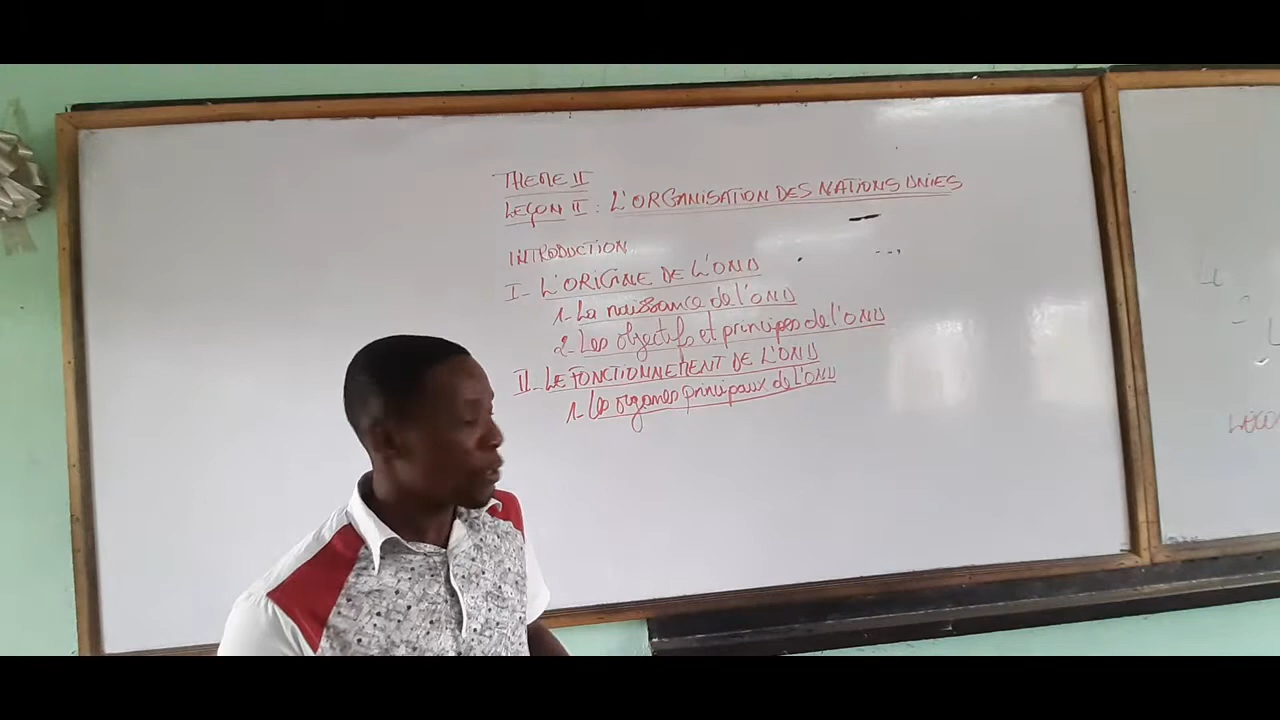 THEME II
LEÇON II : L'ORGANISATION DES NATIONS UNIES
INTRODUCTION
I- L'ORIGINE DE L'ONU
1- La naissance de l'ONU
2- Les objectifs et principes de l'ONU
II- LE FONCTIONNEMENT DE L'ONU
1- Les organes principaux de l'ONU